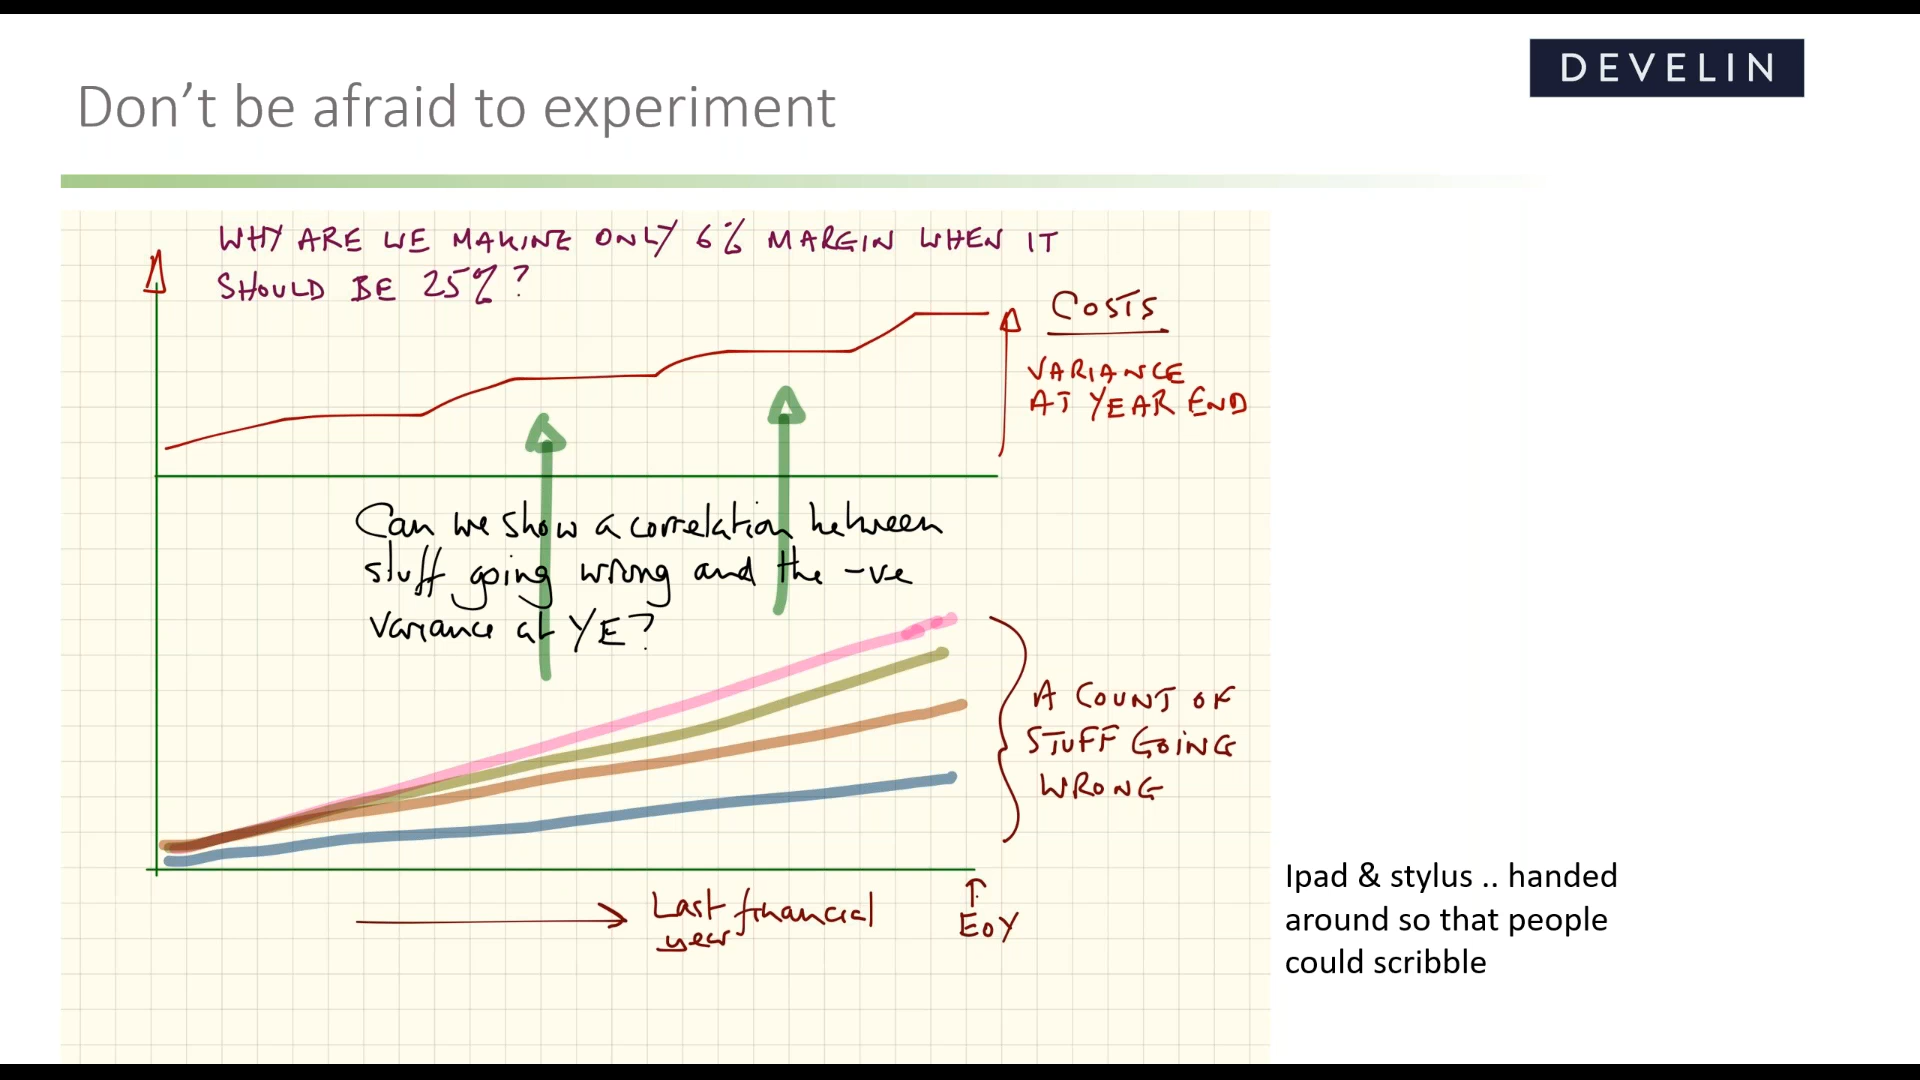 Don't be afraid to experiment
DEVELIN
WHY ARE WE MAKING ONLY 6% MARGIN WHEN IT
SHOULD BE 25%?
COSTS
VARIANCE
AT YEAR END
Can we show a correlation between
stuff going wrong and the -ve
variance at YE?
A COUNT OF
STUFF GOING
WRONG
Last financial
year
EOY
Ipad & stylus .. handed
around so that people
could scribble